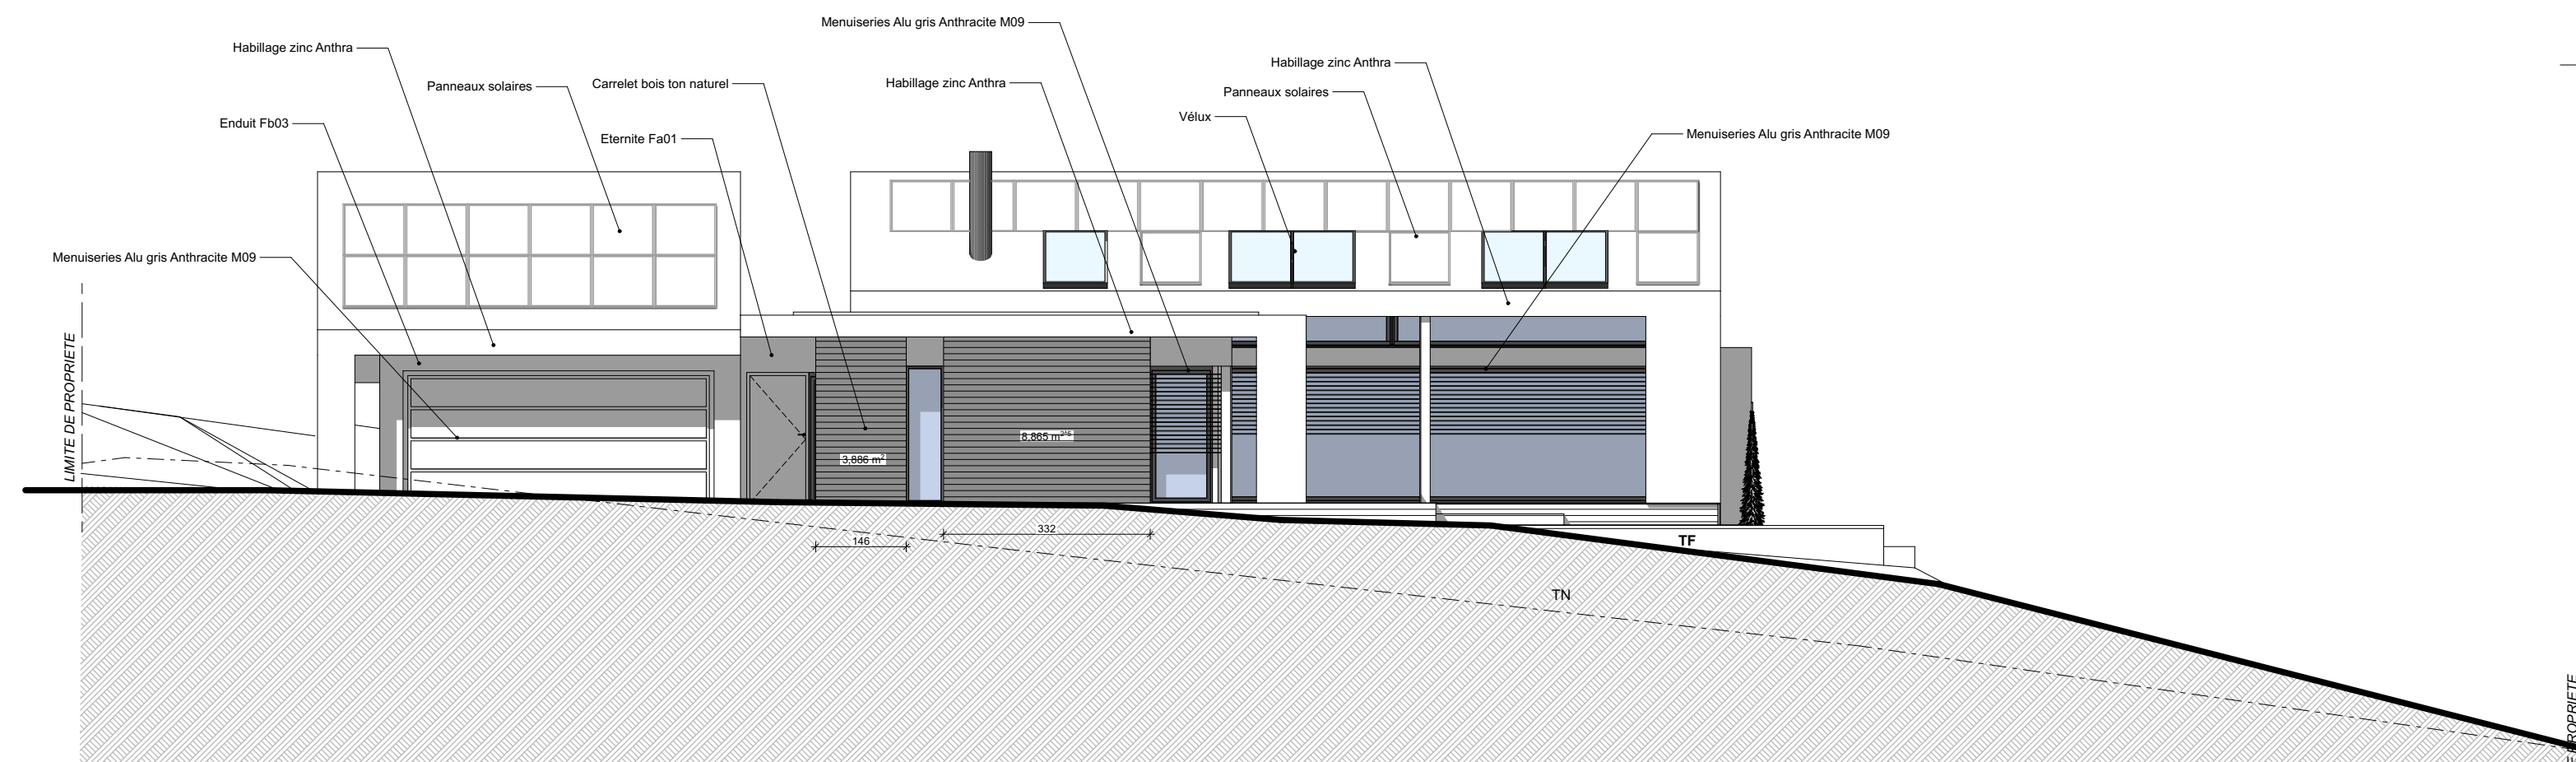 Menuiseries Alu gris Anthracite M09
Habillage zinc Anthra
Habillage zinc Anthra
Panneaux solaires
Carrelet bois ton naturel
Habillage zinc Anthra
Panneaux solaires
Vélux
Enduit Fb03
Eternite Fa01
Menuiseries Alu gris Anthracite M09
Menuiseries Alu gris Anthracite M09
LIMITE DE PROPRIETE
8,865 m²
3,886 m²
332
146
TF
TN
PROPRIETE